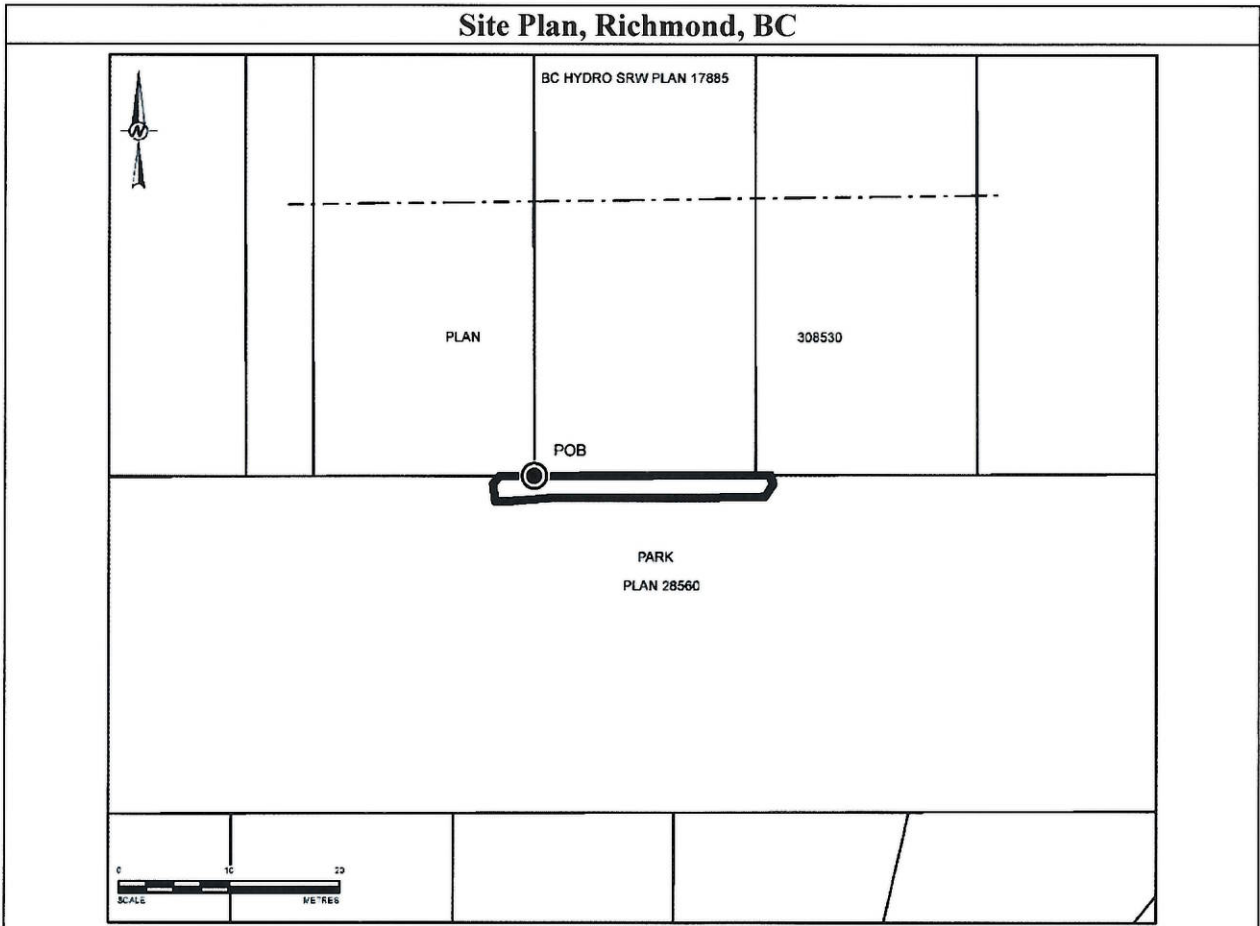 Site Plan, Richmond, BC
BC HYDRO SRW PLAN 17885
N
PLAN
308530
POB
PARK
PLAN 28560
0 10 20
SCALE METRES